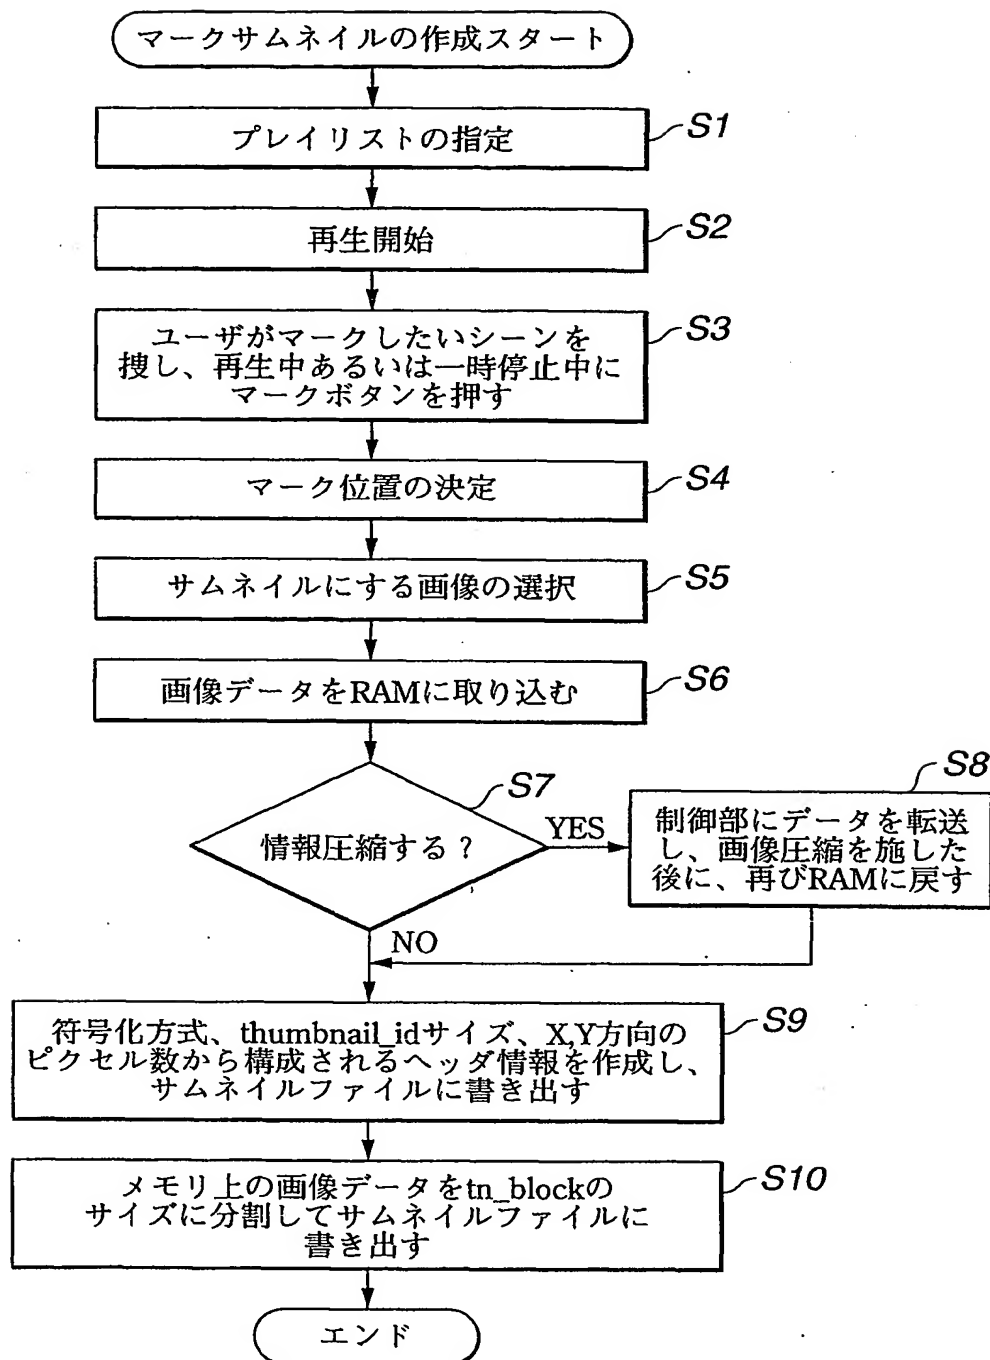 マークサムネイルの作成スタート
プレイリストの指定
S1
再生開始
S2
ユーザがマークしたいシーンを
捜し、再生中あるいは一時停止中に
マークボタンを押す
S3
マーク位置の決定
S4
サムネイルにする画像の選択
S5
画像データをRAMに取り込む
S6
情報圧縮する?
S7
YES
制御部にデータを転送
し、画像圧縮を施した
後に、再びRAMに戻す
S8
NO
符号化方式、thumbnail_idサイズ、X,Y方向の
ピクセル数から構成されるヘッダ情報を作成し、
サムネイルファイルに書き出す
S9
メモリ上の画像データをtn_blockの
サイズに分割してサムネイルファイルに
書き出す
S10
エンド